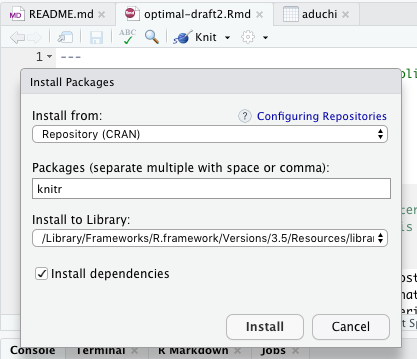 README.md
optimal-draft2.Rmd
aduchi
ABC
Knit
1
---
Install Packages
Install from:
? Configuring Repositories
Repository (CRAN)
Packages (separate multiple with space or comma):
knitr
Install to Library:
/Library/Frameworks/R.framework/Versions/3.5/Resources/librar
Install dependencies
Install
Cancel
Console
Terminal
R Markdown
Jobs